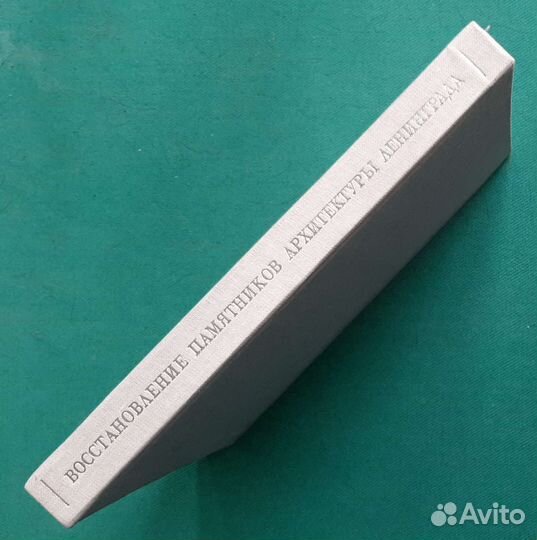 ВОССТАНОВЛЕНИЕ ПАМЯТНИКОВ АРХИТЕКТУРЫ ЛЕНИНГРАДА
Avito